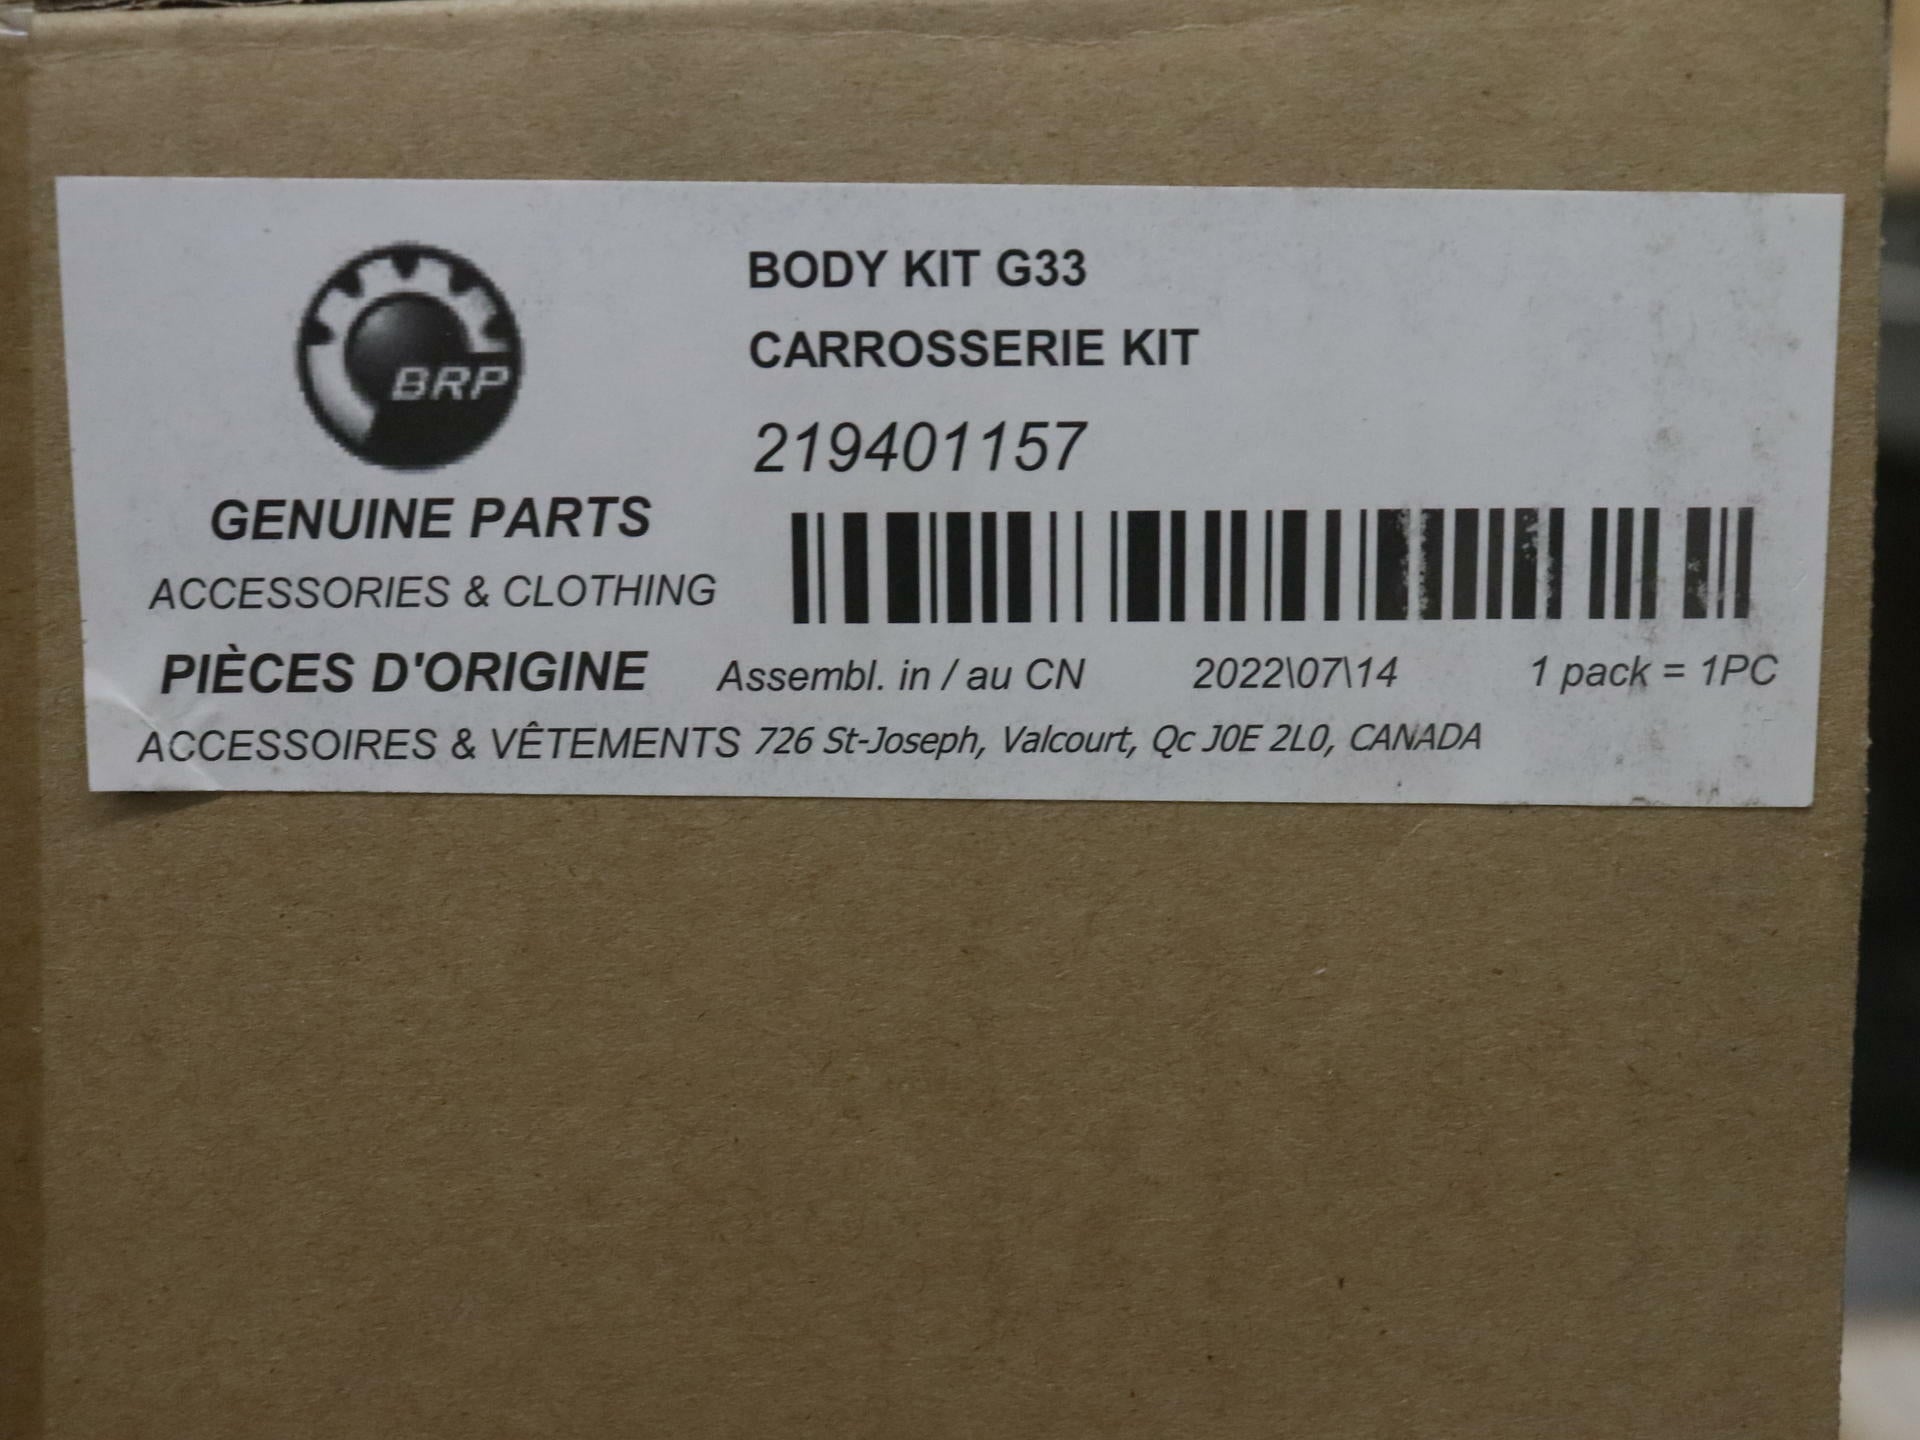 BRP
GENUINE PARTS
ACCESSORIES & CLOTHING
PIÈCES D'ORIGINE
ACCESSOIRES & VÊTEMENTS
BODY KIT G33
CARROSSERIE KIT
219401157
Assembl. in / au CN 2022\07\14 1 pack = 1PC
726 St-Joseph, Valcourt, Qc J0E 2L0, CANADA